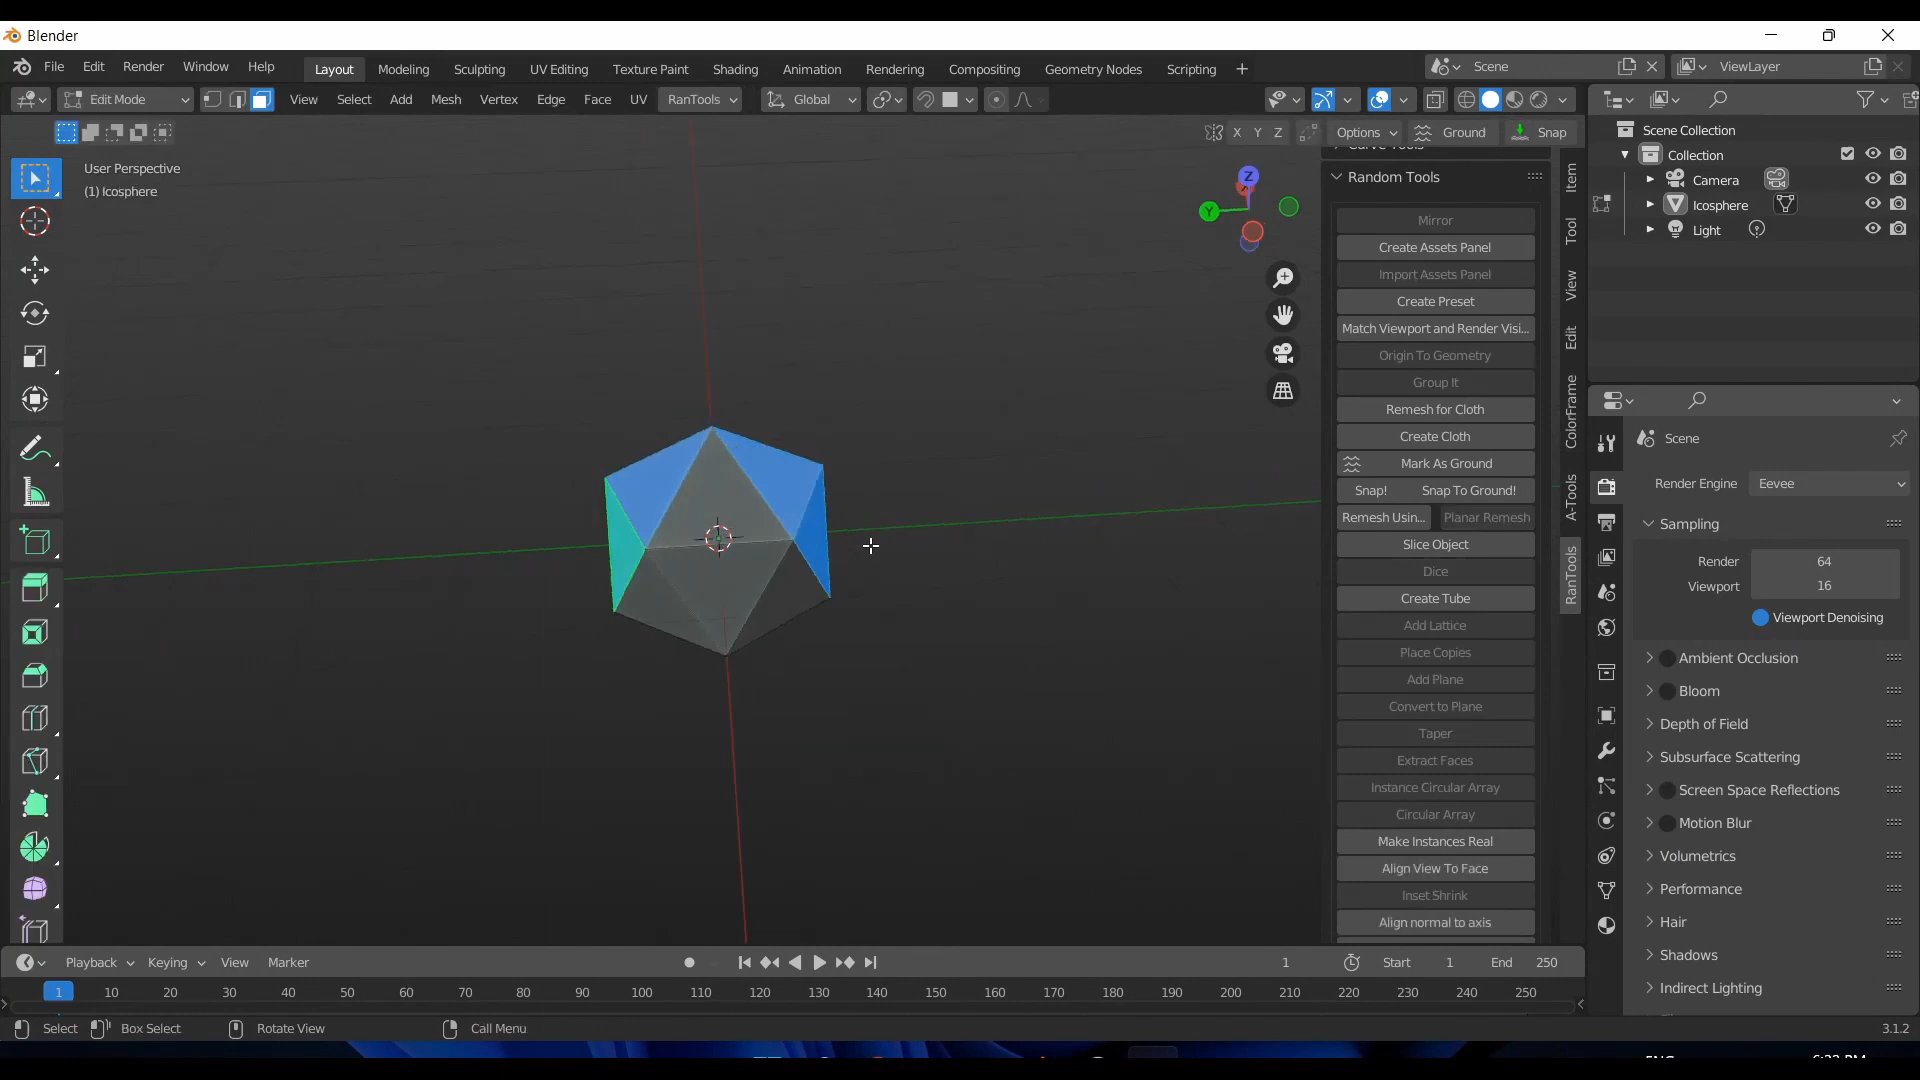 Blender
File Edit Render Window Help Layout Modeling Sculpting UV Editing Texture Paint Shading Animation Rendering Compositing Geometry Nodes Scripting + Scene ViewLayer
Edit Mode View Select Add Mesh Vertex Edge Face UV RanTools Global
X Y Z Options Ground Snap
User Perspective
(1) Icosphere
Z
Y
Random Tools
Mirror
Create Assets Panel
Import Assets Panel
Create Preset
Match Viewport and Render Visi...
Origin To Geometry
Group It
Remesh for Cloth
Create Cloth
Mark As Ground
Snap! Snap To Ground!
Remesh Usin... Planar Remesh
Slice Object
Dice
Create Tube
Add Lattice
Place Copies
Add Plane
Convert to Plane
Taper
Extract Faces
Instance Circular Array
Circular Array
Make Instances Real
Align View To Face
Inset Shrink
Align normal to axis
Item
Tool
View
Edit
ColorFrame
A-Tools
RanTools
Scene Collection
Collection
Camera
Icosphere
Light
Scene
Render Engine Eevee
Sampling
Render 64
Viewport 16
Viewport Denoising
Ambient Occlusion
Bloom
Depth of Field
Subsurface Scattering
Screen Space Reflections
Motion Blur
Volumetrics
Performance
Hair
Shadows
Indirect Lighting
Playback Keying View Marker 1 Start 1 End 250
1 10 20 30 40 50 60 70 80 90 100 110 120 130 140 150 160 170 180 190 200 210 220 230 240 250
Select Box Select Rotate View Call Menu 3.1.2